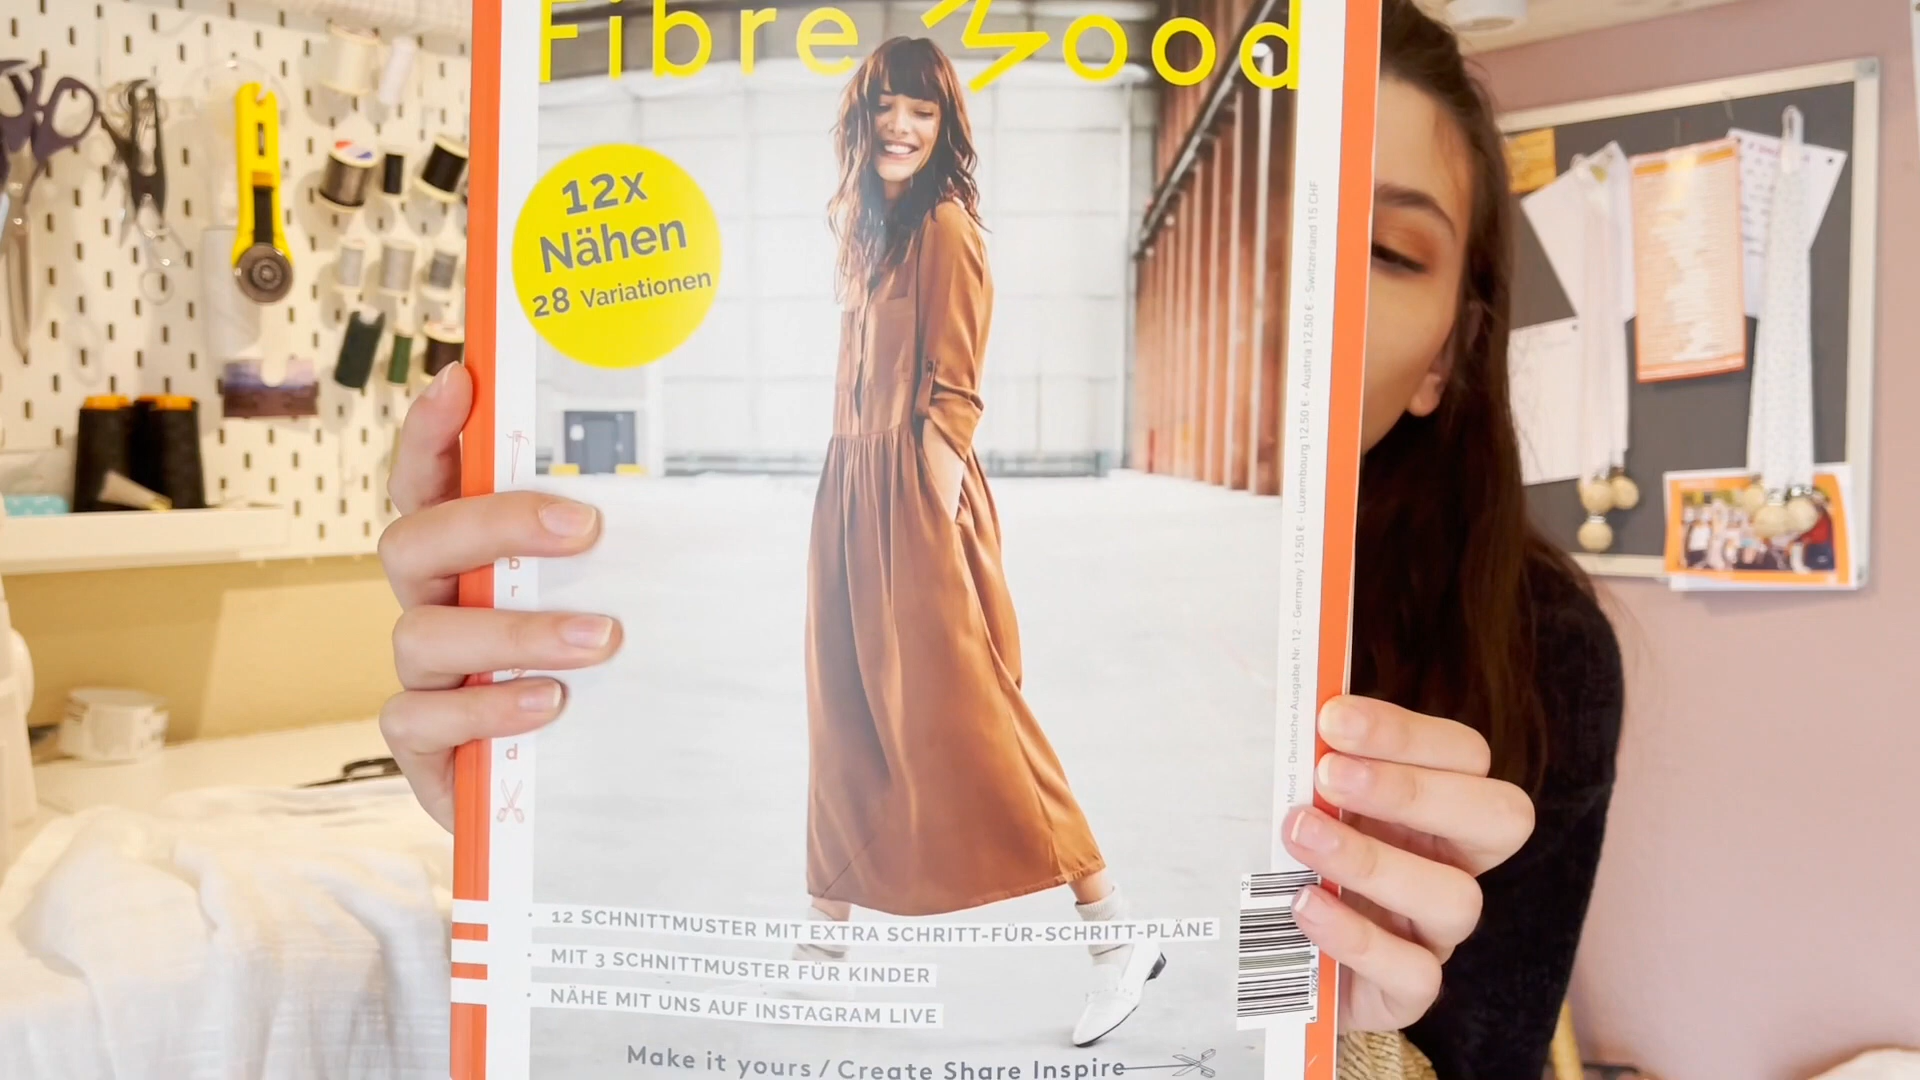 Fibre Mood
12x
Nähen
28 Variationen
Mood - Deutsche Ausgabe Nr. 12 - Germany 12,50 € - Luxembourg 12,50 € - Austria 12,50 € - Switzerland 15 CHF
12 SCHNITTMUSTER MIT EXTRA SCHRITT-FÜR-SCHRITT-PLÄNE
MIT 3 SCHNITTMUSTER FÜR KINDER
NÄHE MIT UNS AUF INSTAGRAM LIVE
Make it yours / Create Share Inspire
12